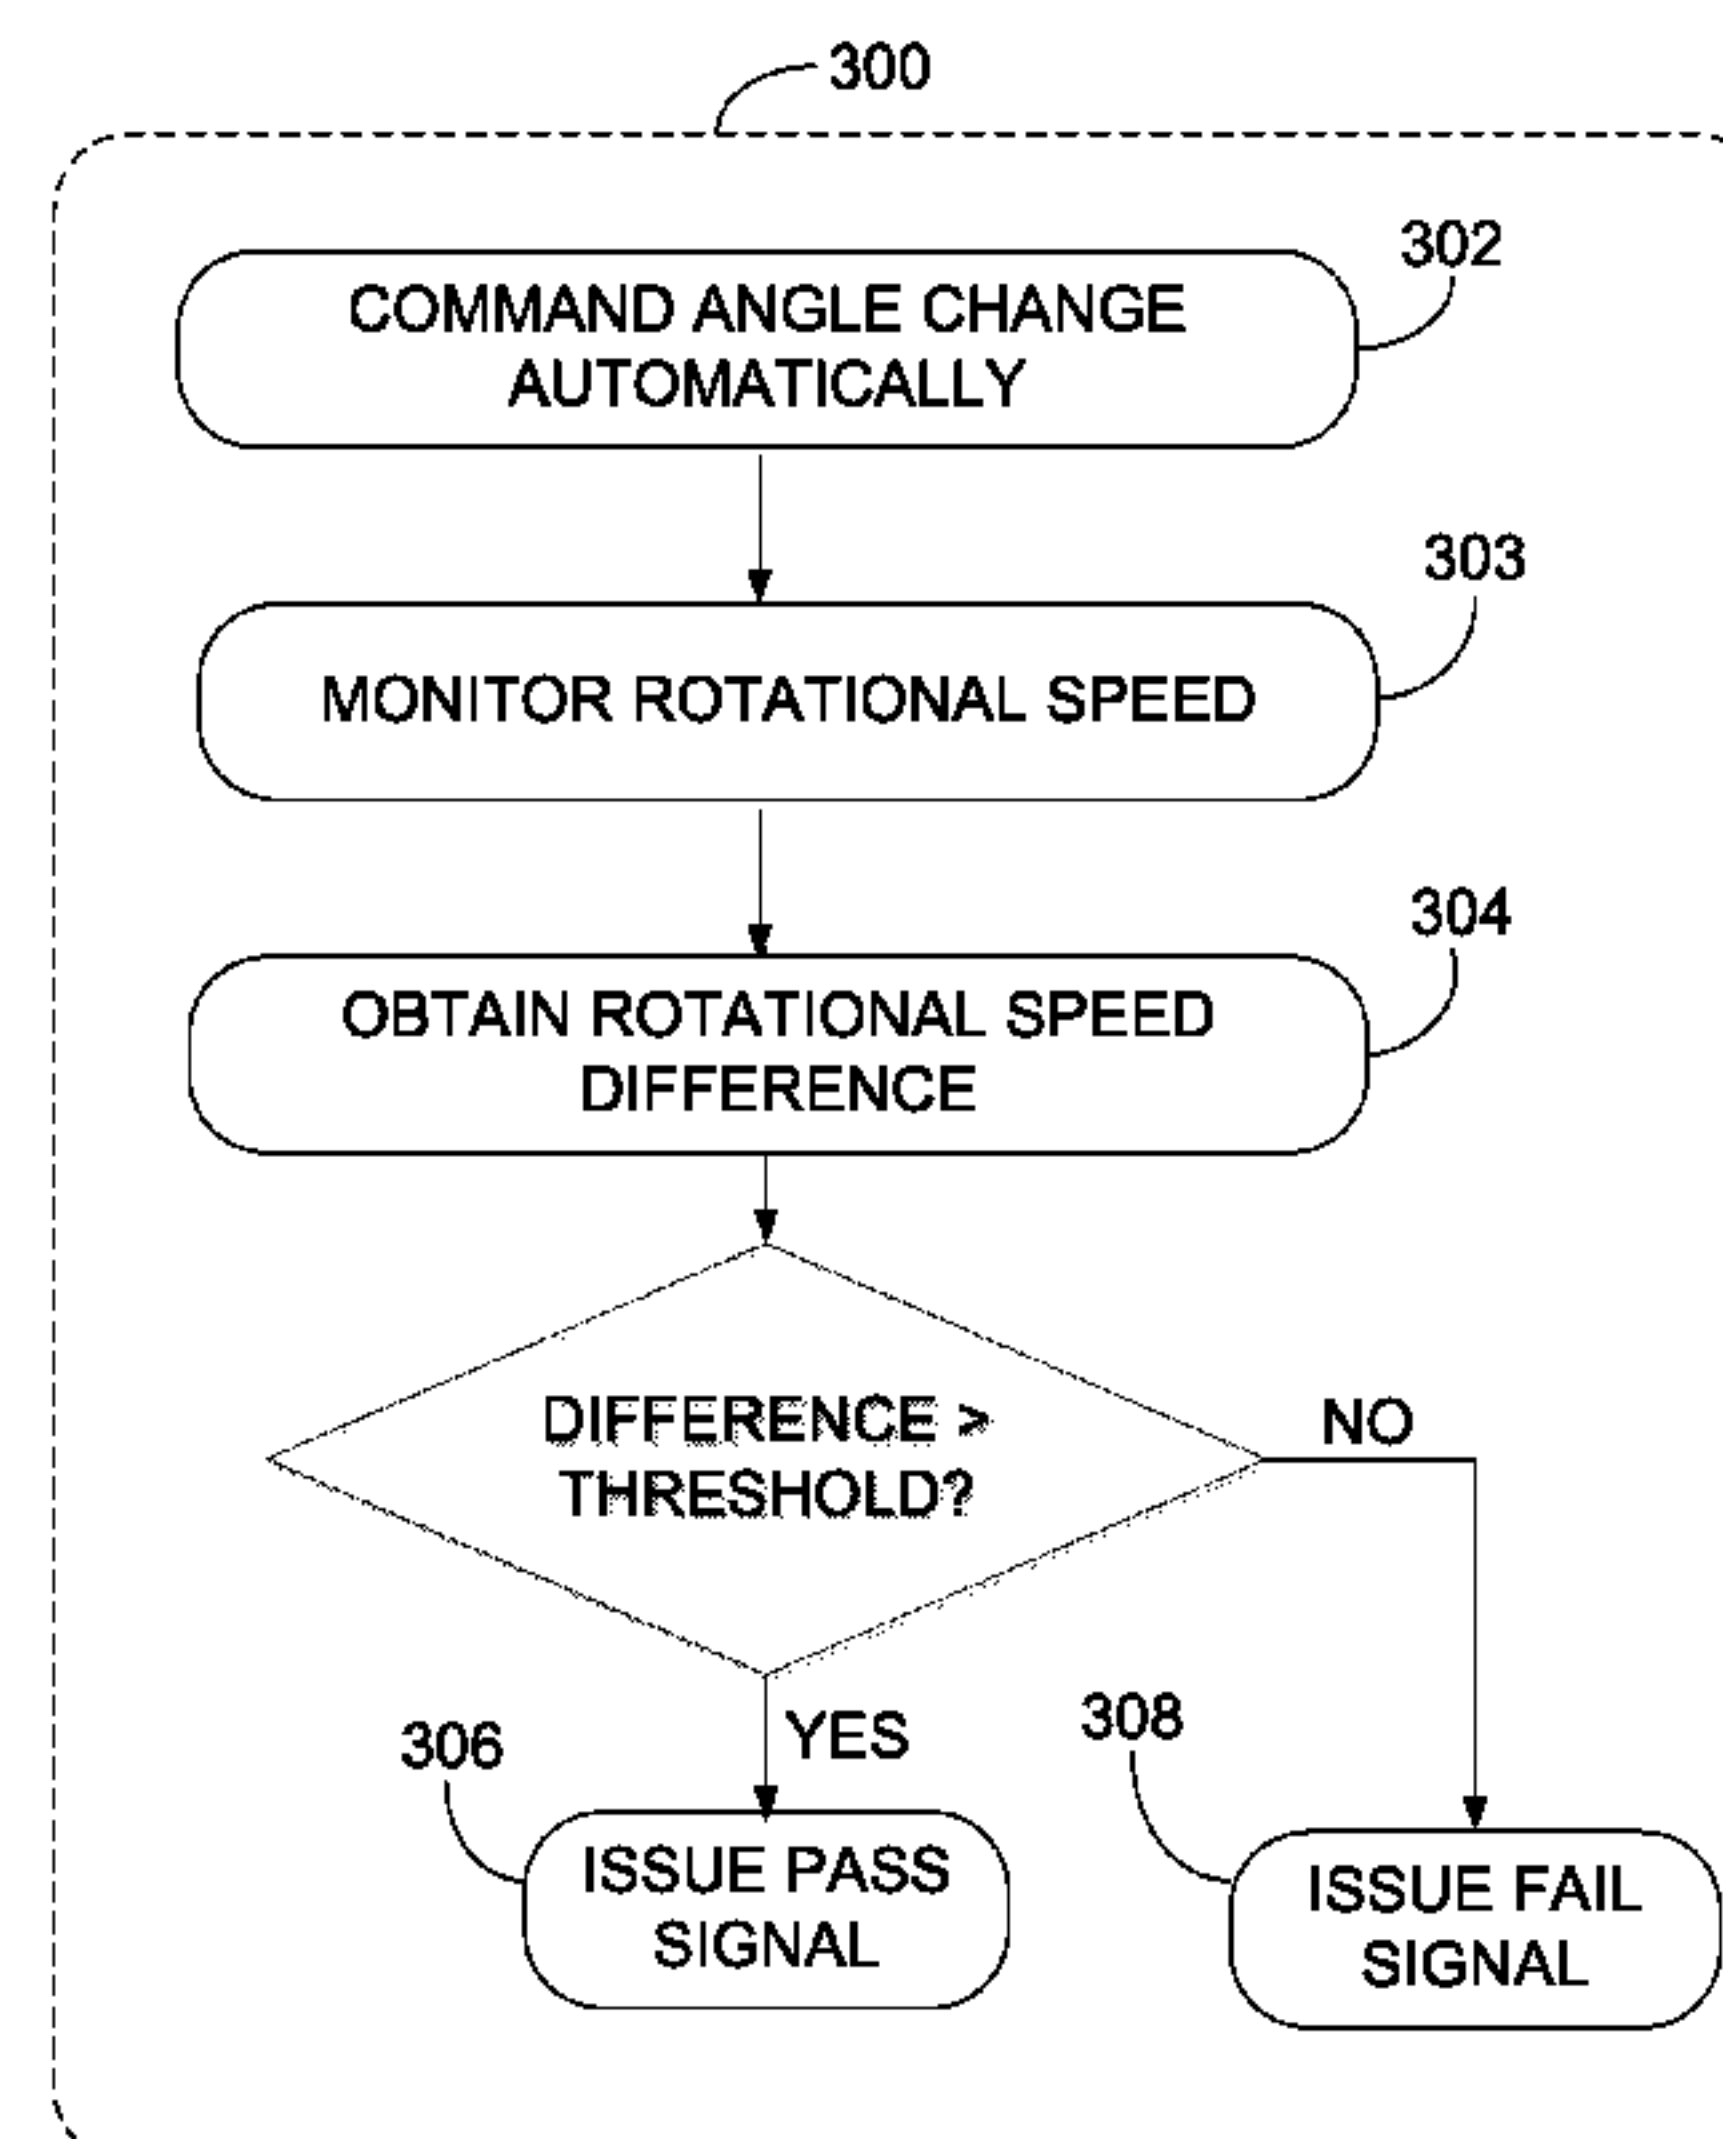 300
302
COMMAND ANGLE CHANGE
AUTOMATICALLY
303
MONITOR ROTATIONAL SPEED
304
OBTAIN ROTATIONAL SPEED
DIFFERENCE
DIFFERENCE >
THRESHOLD?
NO
YES
306
308
ISSUE PASS
SIGNAL
ISSUE FAIL
SIGNAL